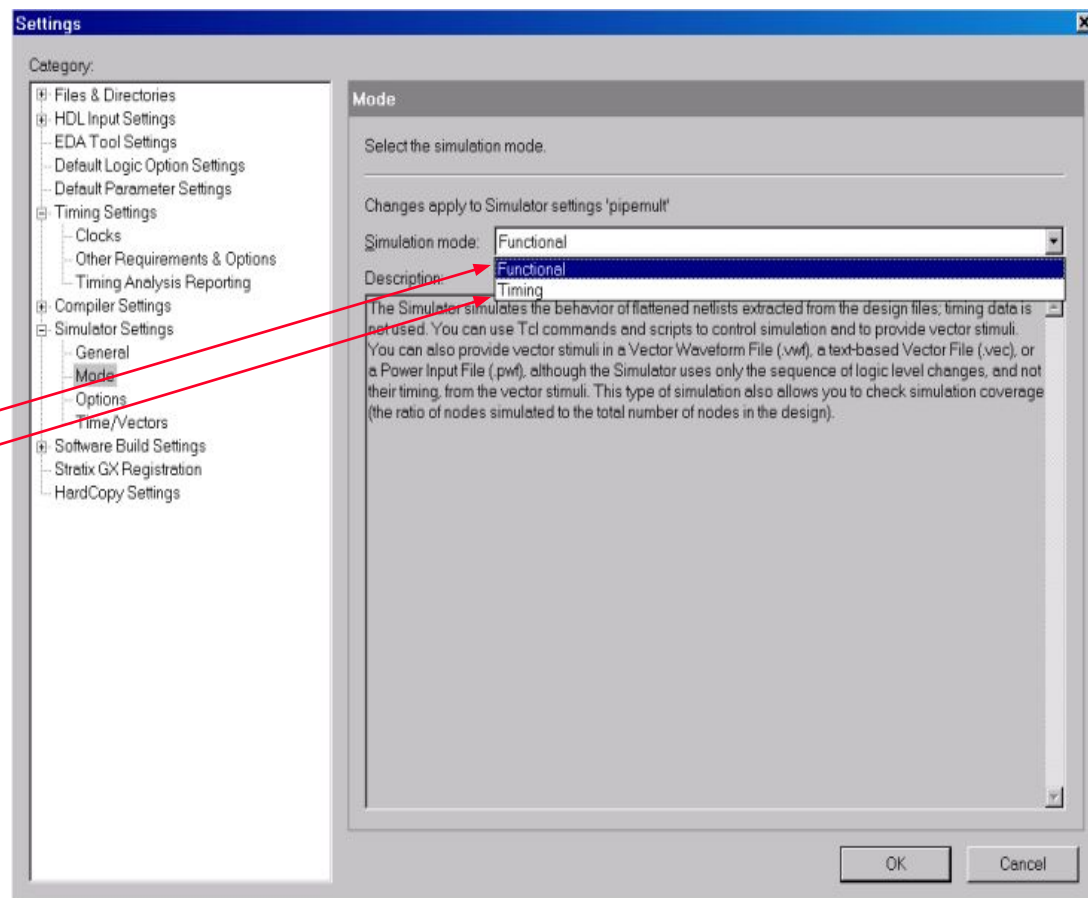 Settings
Category:
Files & Directories
HDL Input Settings
EDA Tool Settings
Default Logic Option Settings
Default Parameter Settings
Timing Settings
Clocks
Other Requirements & Options
Timing Analysis Reporting
Compiler Settings
Simulator Settings
General
Mode
Options
Time/Vectors
Software Build Settings
Stratix GX Registration
HardCopy Settings
Mode
Select the simulation mode.
Changes apply to Simulator settings 'pipemult'
Simulation mode: Functional
Functional
Timing
Description:
The Simulator simulates the behavior of flattened netlists extracted from the design files; timing data is
not used. You can use Tcl commands and scripts to control simulation and to provide vector stimuli.
You can also provide vector stimuli in a Vector Waveform File (.vwf), a text-based Vector File (.vec), or
a Power Input File (.pwf), although the Simulator uses only the sequence of logic level changes, and not
their timing, from the vector stimuli. This type of simulation also allows you to check simulation coverage
(the ratio of nodes simulated to the total number of nodes in the design).
OK
Cancel